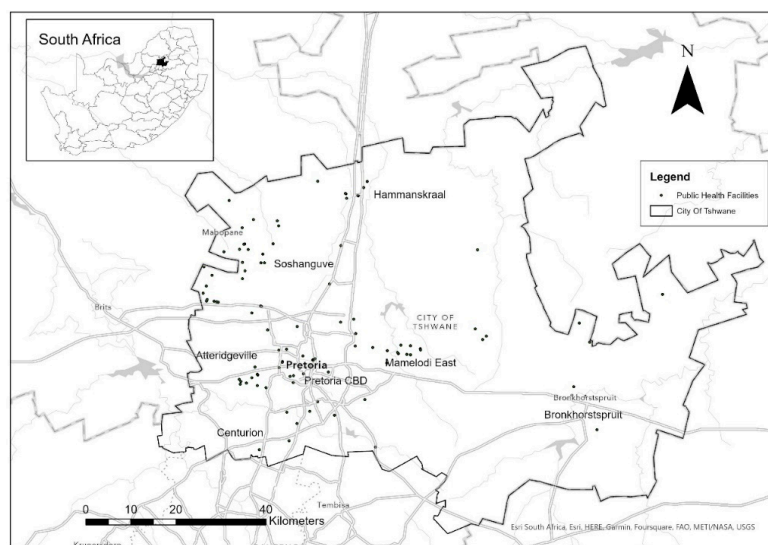 South Africa
N
Hammanskraal
Legend
Public Health Facilities
City Of Tshwane
Mabopane
Soshanguve
Brits
CITY OF
TSHWANE
Atteridgeville
Pretoria
Mamelodi East
Pretoria CBD
Bronkhorstspruit
Bronkhorstspruit
Centurion
Tembisa
0 5 10 20 30 40
Kilometers
Esri South Africa, Esri, HERE, Garmin, Foursquare, FAO, METI/NASA, USGS